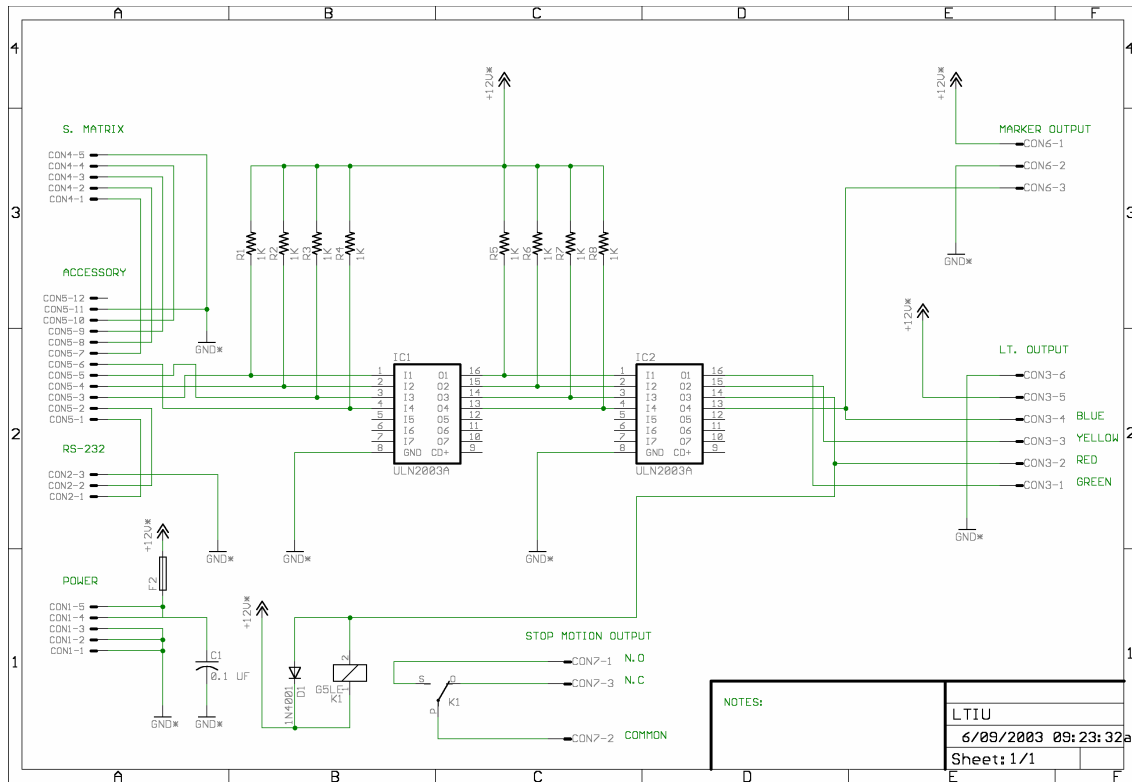 A B C D E F
4 4
+12V* +12V*
S. MATRIX
MARKER OUTPUT
CON4-5
CON4-4
CON4-3
CON4-2
CON4-1
CON6-1
CON6-2
CON6-3
3 3
R1 1K R2 1K R3 1K R4 1K R5 1K R6 1K R7 1K R8 1K
GND*
ACCESSORY
CON5-12
CON5-11
CON5-10
CON5-9
CON5-8
CON5-7
CON5-6
CON5-5
CON5-4
CON5-3
CON5-2
CON5-1
GND*
+12V*
IC1
1 I1 O1 16
2 I2 O2 15
3 I3 O3 14
4 I4 O4 13
5 I5 O5 12
6 I6 O6 11
7 I7 O7 10
8 GND CD+ 9
ULN2003A
IC2
1 I1 O1 16
2 I2 O2 15
3 I3 O3 14
4 I4 O4 13
5 I5 O5 12
6 I6 O6 11
7 I7 O7 10
8 GND CD+ 9
ULN2003A
LT. OUTPUT
CON3-6
CON3-5
CON3-4 BLUE
CON3-3 YELLOW
CON3-2 RED
CON3-1 GREEN
2 2
RS-232
CON2-3
CON2-2
CON2-1
GND* GND* GND* GND*
+12V*
F2
POWER
CON1-5
CON1-4
CON1-3
CON1-2
CON1-1
C1
0.1 UF
GND* GND*
+12V*
1N4001
D1
2
G5LE
1
K1
STOP MOTION OUTPUT
CON7-1 N.O
CON7-3 N.C
S O
P
K1
CON7-2 COMMON
1 1
NOTES:
LTIU
6/09/2003 09:23:32a
Sheet: 1/1
A B C D E F